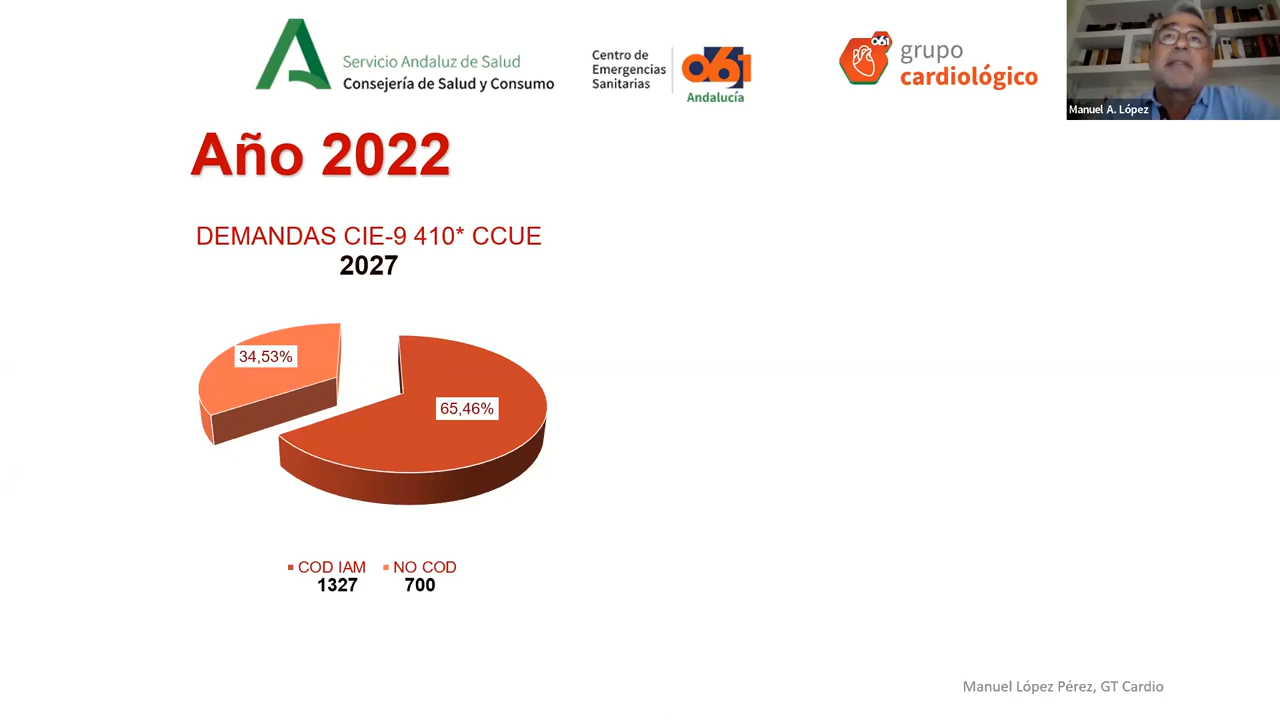 Servicio Andaluz de Salud
Consejería de Salud y Consumo
Centro de
Emergencias
Sanitarias
061
Andalucía
061
grupo
cardiológico
Manuel A. López
Año 2022
DEMANDAS CIE-9 410* CCUE
2027
34,53%
65,46%
COD IAM NO COD
1327 700
Manuel López Pérez, GT Cardio